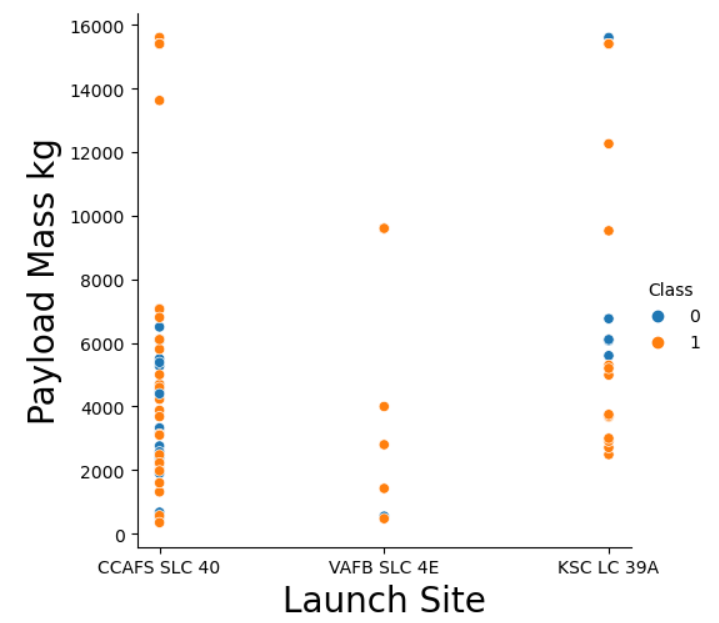 16000
14000
12000
10000
8000
6000
4000
2000
0
Payload Mass kg
CCAFS SLC 40 VAFB SLC 4E KSC LC 39A
Launch Site
Class
0
1